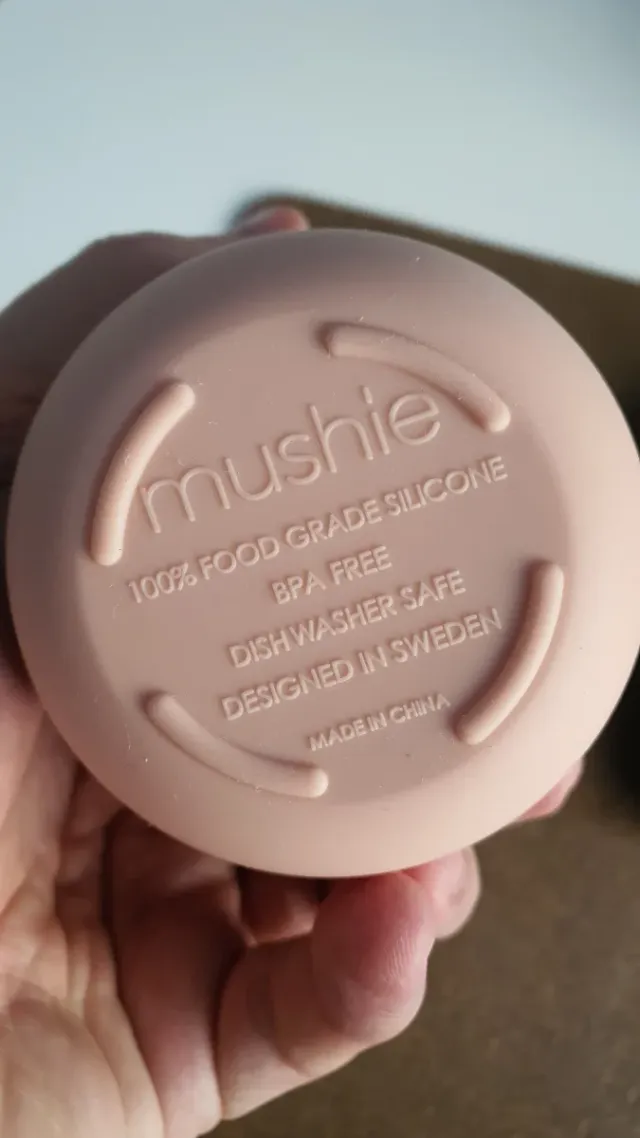 mushie
100% FOOD GRADE SILICONE
BPA FREE
DISHWASHER SAFE
DESIGNED IN SWEDEN
MADE IN CHINA